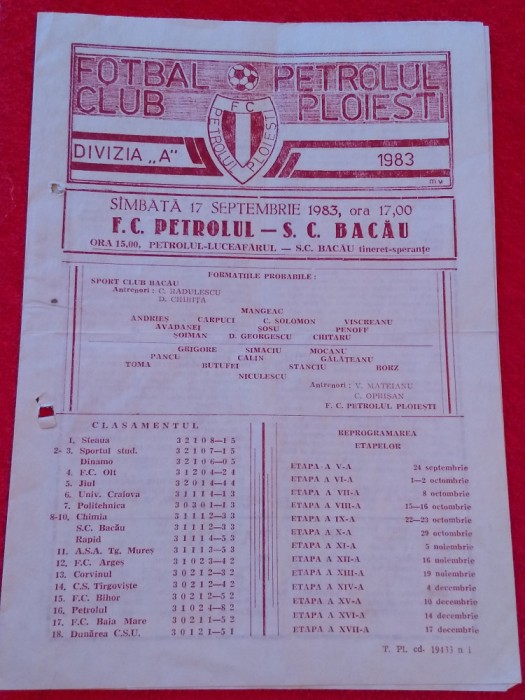 FOTBAL CLUB
PETROLUL PLOIESTI
F C
PETROLUL PLOIESTI
DIVIZIA „A"
1983
SÎMBATĂ 17 SEPTEMBRIE 1983, ora 17,00
F. C. PETROLUL — S. C. BACĂU
ORA 15,00, PETROLUL-LUCEAFĂRUL — S.C. BACĂU tineret-speranțe
FORMAȚIILE PROBABILE :
SPORT CLUB BACĂU
Antrenori : C. RADULESCU
D. CHIRIȚĂ
MANGEAC
ANDRIES CARPUCI C. SOLOMON VISCREANU
AVADANEI SOSU PENOFF
SOIMAN D. GEORGESCU CHITARU
GRIGORE SIMACIU MOCANU
PANCU CALIN GĂLĂȚEANU
TOMA BUTUFEI STANCIU BORZ
NICULESCU
Antrenori : V. MATEIANU
C. OPRIȘAN
F. C. PETROLUL PLOIEȘTI
CLASAMENTUL
1. Steaua 3 2 1 0 8—1 5
2- 3. Sportul stud. 3 2 1 0 7—1 5
Dinamo 3 2 1 0 6—0 5
4. F.C. Olt 3 1 2 0 4—2 4
5. Jiul 3 2 0 1 4—4 4
6. Univ. Craiova 3 1 1 1 4—1 3
7. Politehnica 3 0 3 0 1—1 3
8-10. Chimia 3 1 1 1 2—3 3
S.C. Bacău 3 1 1 1 2—3 3
Rapid 3 1 1 1 2—3 3
11. A.S.A. Tg. Mureș 3 1 1 1 3—5 3
12. F.C. Argeș 3 1 0 2 3—4 2
13. Corvinul 3 0 2 1 2—3 2
14. C.S. Tîrgoviște 3 0 2 1 2—4 2
15. F.C. Bihor 3 0 2 1 2—5 2
16. Petrolul 3 1 0 2 4—8 2
17. F.C. Baia Mare 3 0 2 1 1—5 2
18. Dunărea C.S.U. 3 0 1 2 1—5 1
REPROGRAMAREA
ETAPELOR
ETAPA A V-A 24 septembrie
ETAPA A VI-A 1—2 octombrie
ETAPA A VII-A 8 octombrie
ETAPA A VIII-A 15—16 octombrie
ETAPA A IX-A 22—23 octombrie
ETAPA A X-A 29 octombrie
ETAPA A XI-A 5 noiembrie
ETAPA A XII-A 16 noiembrie
ETAPA A XIII-A 19 noiembrie
ETAPA A XIV-A 4 decembrie
ETAPA A XV-A 10 decembrie
ETAPA A XVI-A 14 decembrie
ETAPA A XVII-A 17 decembrie
T. Pl. cd. 19433 n i